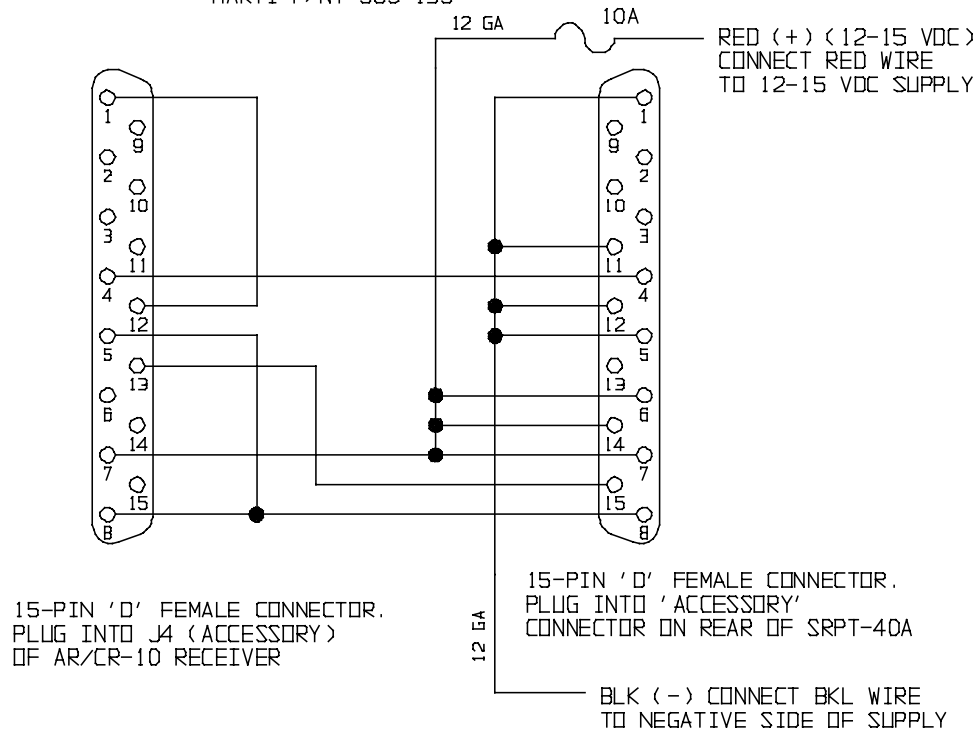 12 GA
10A
RED (+) (12-15 VDC)
CONNECT RED WIRE
TO 12-15 VDC SUPPLY
1
9
2
10
3
11
4
12
5
13
6
14
7
15
8
1
9
2
10
3
11
4
12
5
13
6
14
7
15
8
15-PIN 'D' FEMALE CONNECTOR.
PLUG INTO J4 (ACCESSORY)
OF AR/CR-10 RECEIVER
12 GA
15-PIN 'D' FEMALE CONNECTOR.
PLUG INTO 'ACCESSORY'
CONNECTOR ON REAR OF SRPT-40A
BLK (-) CONNECT BKL WIRE
TO NEGATIVE SIDE OF SUPPLY